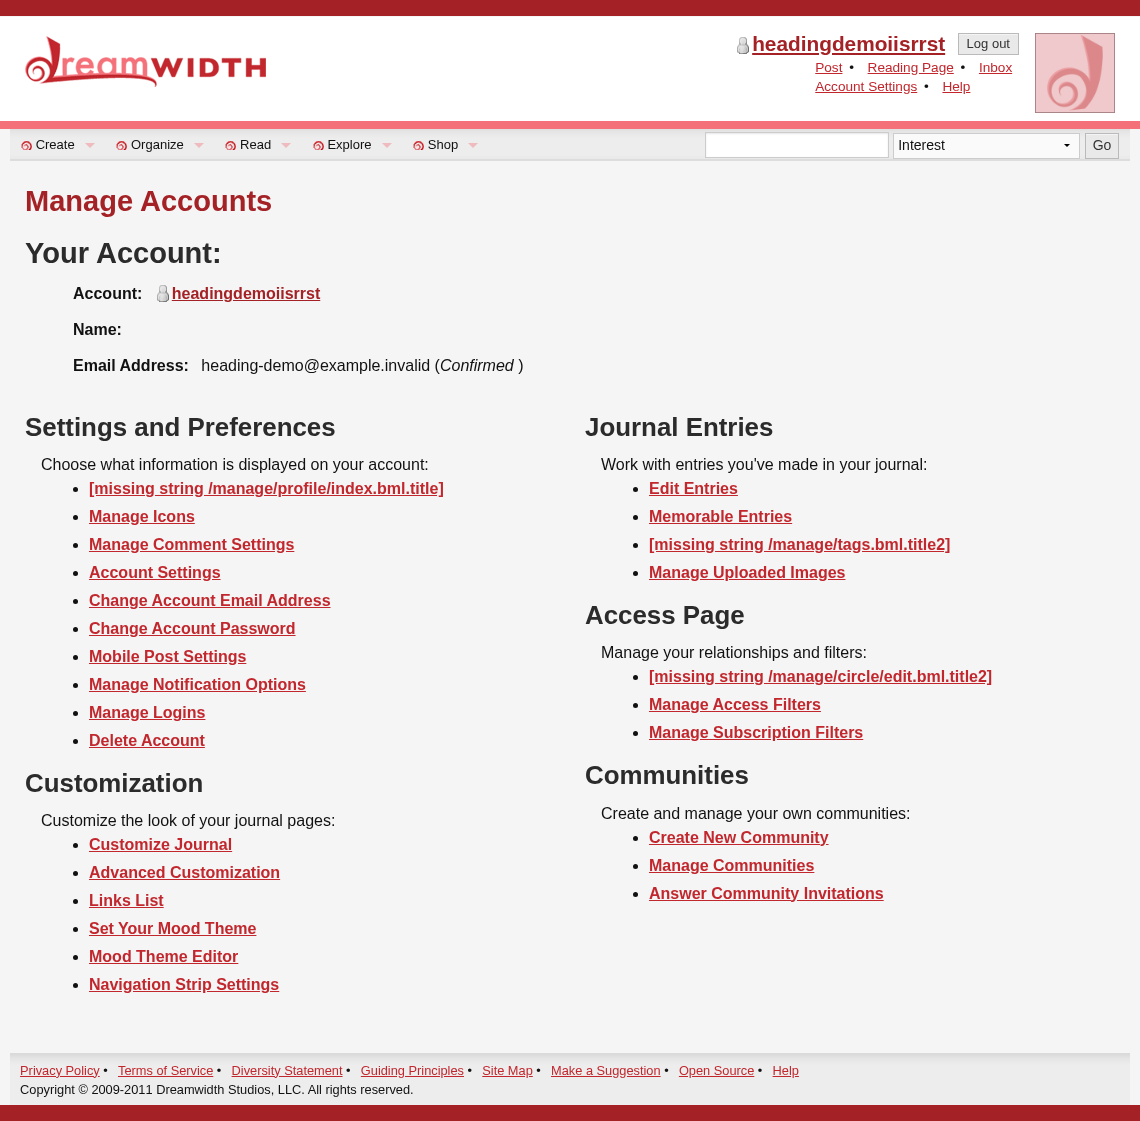 dreamWIDTH
headingdemoiisrrst Log out
Post • Reading Page • Inbox
Account Settings • Help
Create Organize Read Explore Shop Interest Go
Manage Accounts
Your Account:
Account: headingdemoiisrrst
Name:
Email Address: heading-demo@example.invalid (Confirmed )
Settings and Preferences
Choose what information is displayed on your account:
• [missing string /manage/profile/index.bml.title]
• Manage Icons
• Manage Comment Settings
• Account Settings
• Change Account Email Address
• Change Account Password
• Mobile Post Settings
• Manage Notification Options
• Manage Logins
• Delete Account
Customization
Customize the look of your journal pages:
• Customize Journal
• Advanced Customization
• Links List
• Set Your Mood Theme
• Mood Theme Editor
• Navigation Strip Settings
Journal Entries
Work with entries you've made in your journal:
• Edit Entries
• Memorable Entries
• [missing string /manage/tags.bml.title2]
• Manage Uploaded Images
Access Page
Manage your relationships and filters:
• [missing string /manage/circle/edit.bml.title2]
• Manage Access Filters
• Manage Subscription Filters
Communities
Create and manage your own communities:
• Create New Community
• Manage Communities
• Answer Community Invitations
Privacy Policy • Terms of Service • Diversity Statement • Guiding Principles • Site Map • Make a Suggestion • Open Source • Help
Copyright © 2009-2011 Dreamwidth Studios, LLC. All rights reserved.